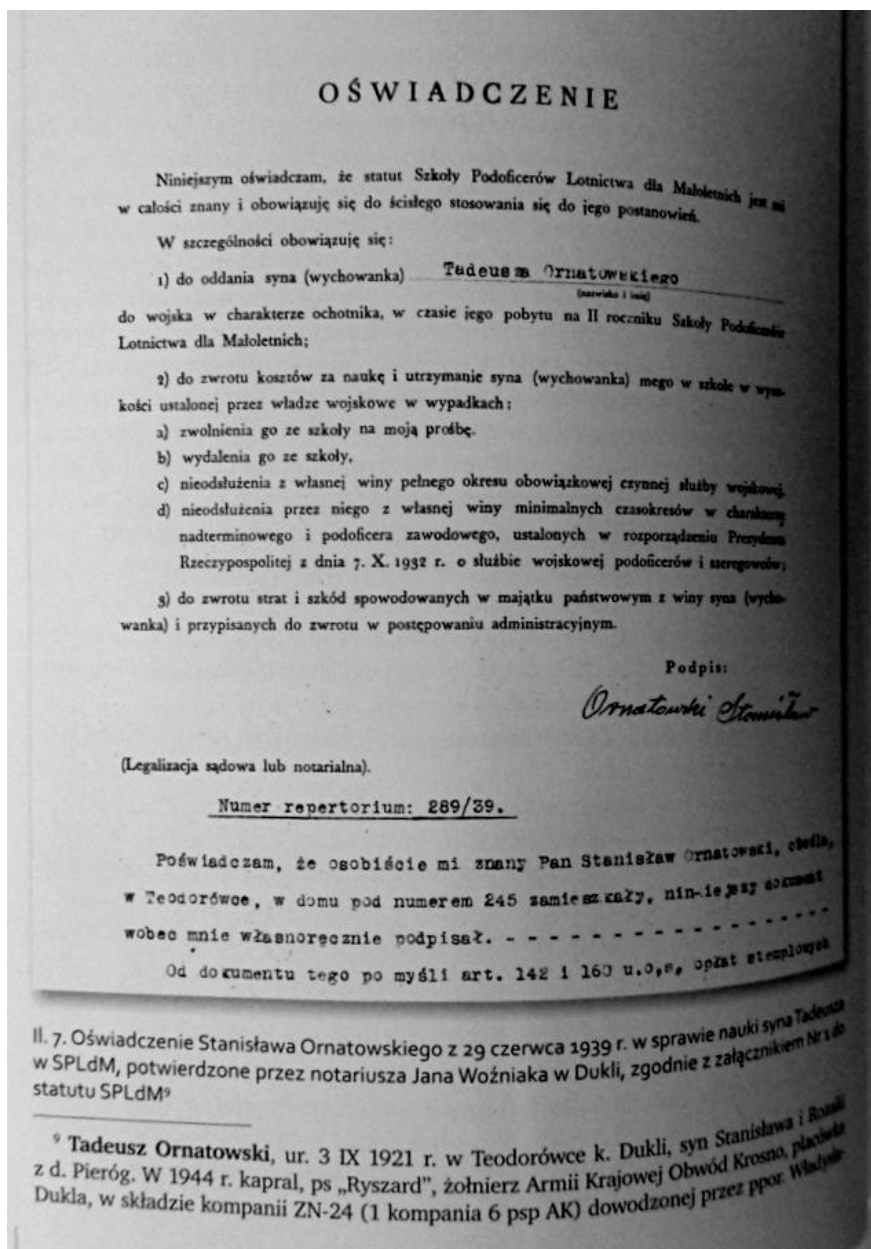 OŚWIADCZENIE
Niniejszym oświadczam, że statut Szkoły Podoficerów Lotnictwa dla Małoletnich jest mi
w całości znany i obowiązuję się do ścisłego stosowania się do jego postanowień.
W szczególności obowiązuję się:
1) do oddania syna (wychowanka) Tadeusza Ornatowskiego
(nazwisko i imię)
do wojska w charakterze ochotnika, w czasie jego pobytu na II roczniku Szkoły Podoficerów
Lotnictwa dla Małoletnich;
2) do zwrotu kosztów za naukę i utrzymanie syna (wychowanka) mego w szkole w wyso-
kości ustalonej przez władze wojskowe w wypadkach:
a) zwolnienia go ze szkoły na moją prośbę,
b) wydalenia go ze szkoły,
c) nieodsłużenia z własnej winy pełnego okresu obowiązkowej czynnej służby wojskowej,
d) nieodsłużenia przez niego z własnej winy minimalnych czasokresów w charakterze
nadterminowego i podoficera zawodowego, ustalonych w rozporządzeniu Prezydenta
Rzeczypospolitej z dnia 7. X. 1932 r. o służbie wojskowej podoficerów i szeregowców;
3) do zwrotu strat i szkód spowodowanych w majątku państwowym z winy syna (wycho-
wanka) i przypisanych do zwrotu w postępowaniu administracyjnym.
Podpis:
Ornatowski Stanisław
(Legalizacja sądowa lub notarialna).
Numer repertorium: 289/39.
Poświadczam, że osobiście mi znany Pan Stanisław Ornatowski, cieśla,
w Teodorówce, w domu pod numerem 245 zamieszkały, nin-iejszy dokument
wobec mnie własnoręcznie podpisał. - - - - - - - - - - - - - - - - - -
Od dokumentu tego po myśli art. 142 i 160 u.o.s. opłat stemplowych
Il. 7. Oświadczenie Stanisława Ornatowskiego z 29 czerwca 1939 r. w sprawie nauki syna Tadeusza
w SPLdM, potwierdzone przez notariusza Jana Woźniaka w Dukli, zgodnie z załącznikiem Nr 1 do
statutu SPLdM⁹
⁹ Tadeusz Ornatowski, ur. 3 IX 1921 r. w Teodorówce k. Dukli, syn Stanisława i Rozalii
z d. Pieróg. W 1944 r. kapral, ps „Ryszard”, żołnierz Armii Krajowej Obwód Krosno, placówka
Dukla, w składzie kompanii ZN-24 (1 kompania 6 psp AK) dowodzonej przez ppor. Władysła-